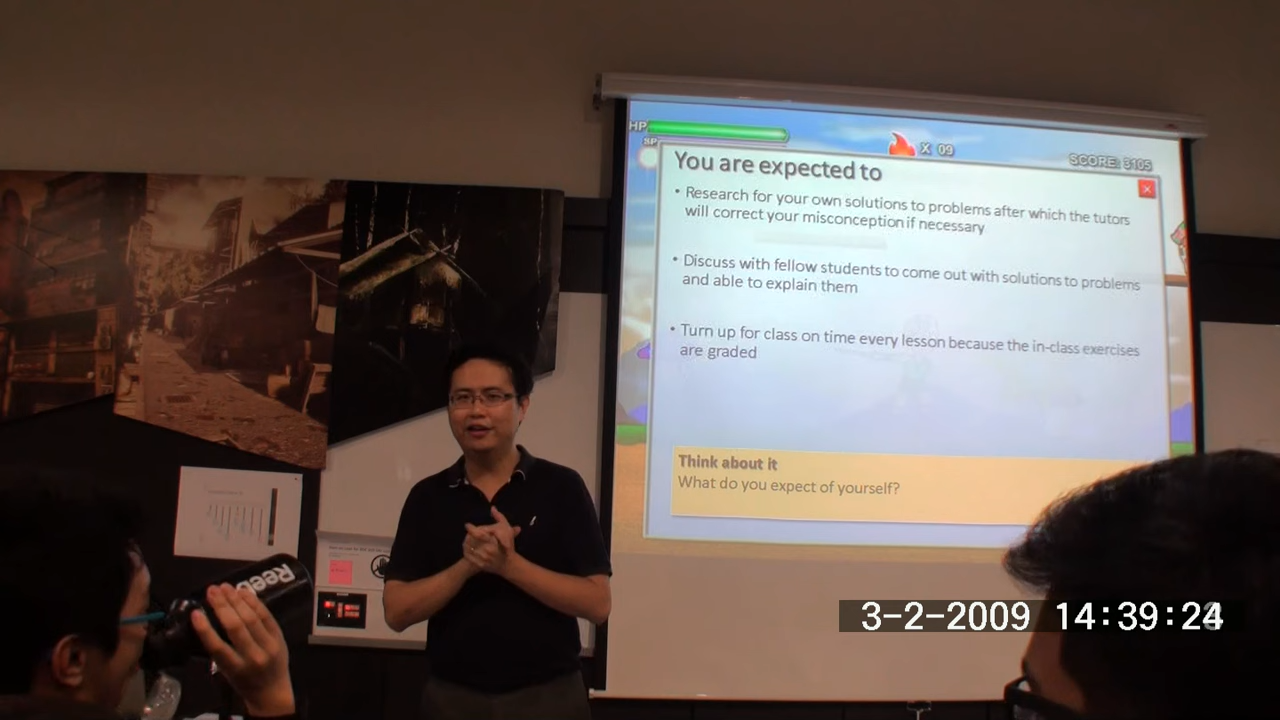 HP
SP
X 09
SCORE: 3105
You are expected to
• Research for your own solutions to problems after which the tutors
will correct your misconception if necessary
• Discuss with fellow students to come out with solutions to problems
and able to explain them
• Turn up for class on time every lesson because the in-class exercises
are graded
Think about it
What do you expect of yourself?
Reeb
3-2-2009 14:39:24